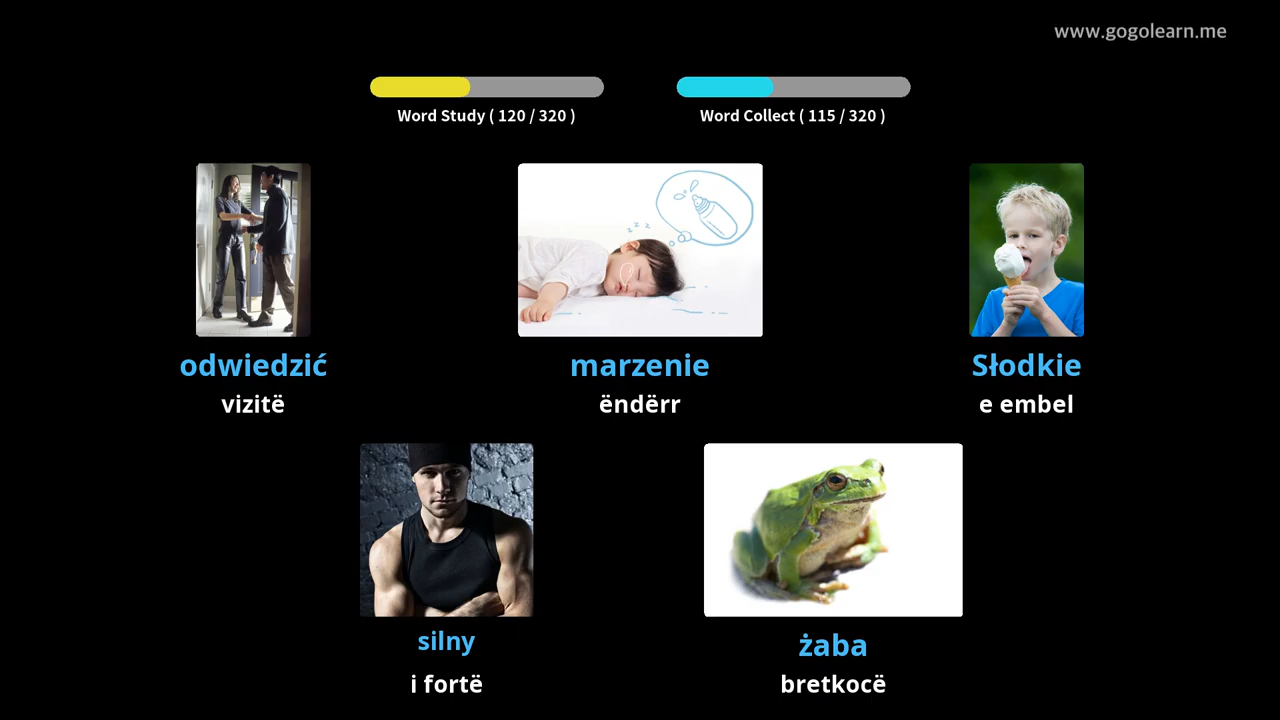 www.gogolearn.me
Word Study ( 120 / 320 )
Word Collect ( 115 / 320 )
odwiedzić
vizitë
marzenie
ëndërr
Słodkie
e embel
silny
i fortë
żaba
bretkocë